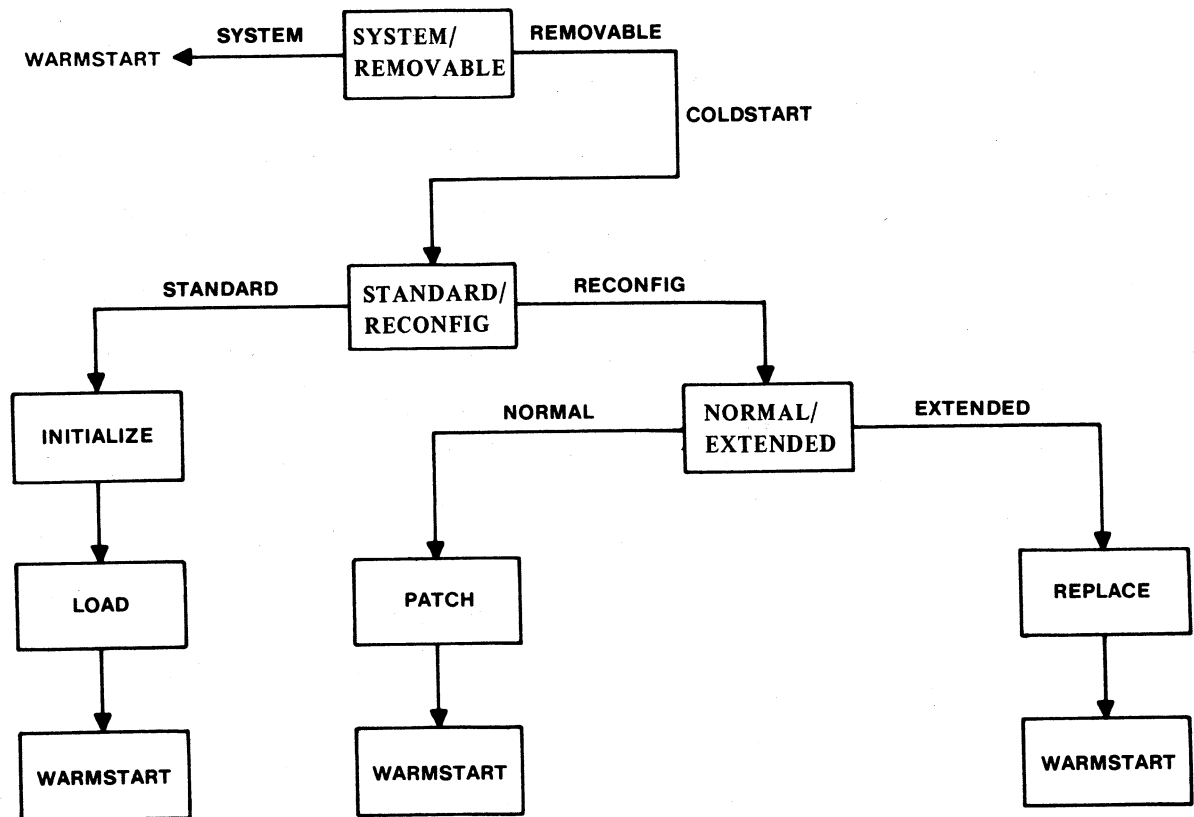 SYSTEM
SYSTEM/
REMOVABLE
REMOVABLE
WARMSTART
COLDSTART
STANDARD
STANDARD/
RECONFIG
RECONFIG
INITIALIZE
NORMAL
NORMAL/
EXTENDED
EXTENDED
LOAD
PATCH
REPLACE
WARMSTART
WARMSTART
WARMSTART